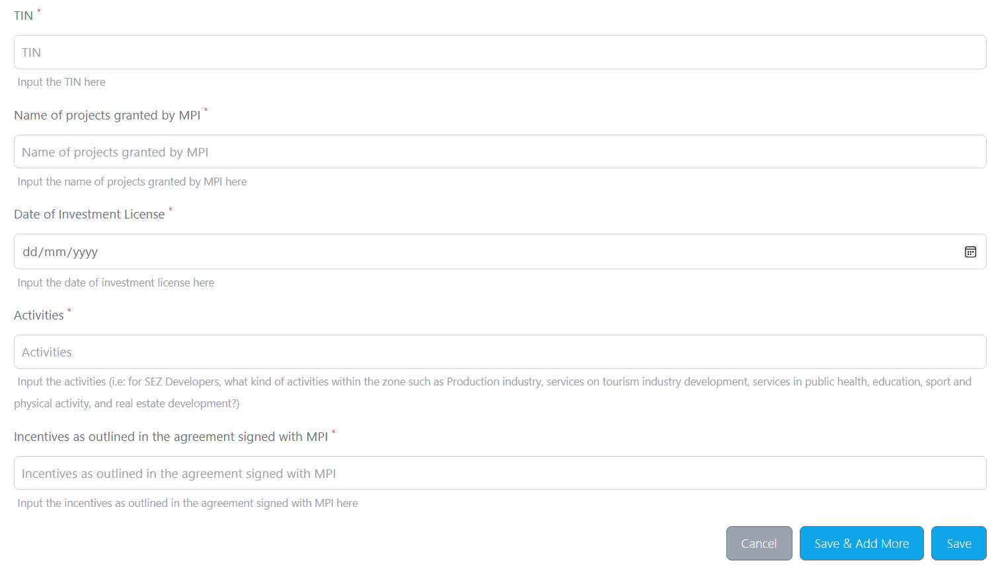 TIN *
TIN
Input the TIN here
Name of projects granted by MPI *
Name of projects granted by MPI
Input the name of projects granted by MPI here
Date of Investment License *
dd/mm/yyyy
Input the date of investment license here
Activities *
Activities
Input the activities (i.e: for SEZ Developers, what kind of activities within the zone such as Production industry, services on tourism industry development, services in public health, education, sport and
physical activity, and real estate development?)
Incentives as outlined in the agreement signed with MPI *
Incentives as outlined in the agreement signed with MPI
Input the incentives as outlined in the agreement signed with MPI here
Cancel Save & Add More Save